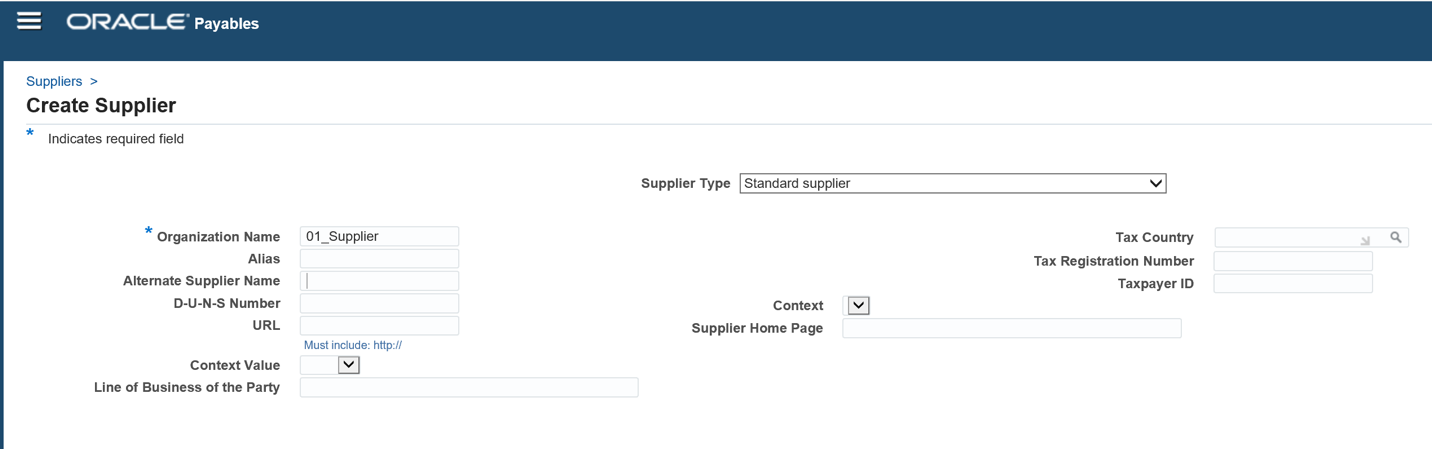 ORACLE® Payables
Suppliers >
Create Supplier
* Indicates required field
Supplier Type Standard supplier
* Organization Name 01_Supplier
Tax Country
Alias
Tax Registration Number
Alternate Supplier Name
Taxpayer ID
D-U-N-S Number
Context
URL
Supplier Home Page
Must include: http://
Context Value
Line of Business of the Party